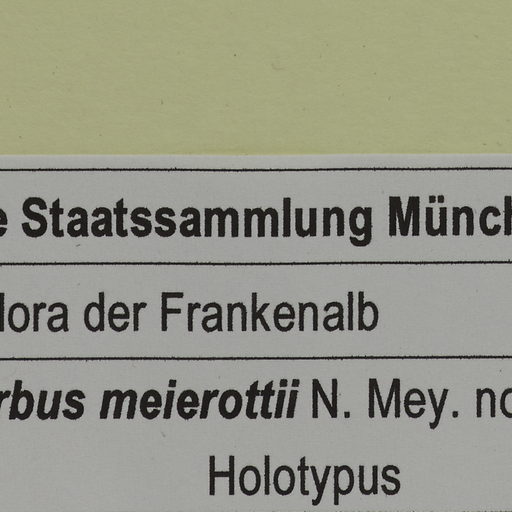 e Staatssammlung Münch
lora der Frankenalb
rbus meierottii N. Mey. no
Holotypus